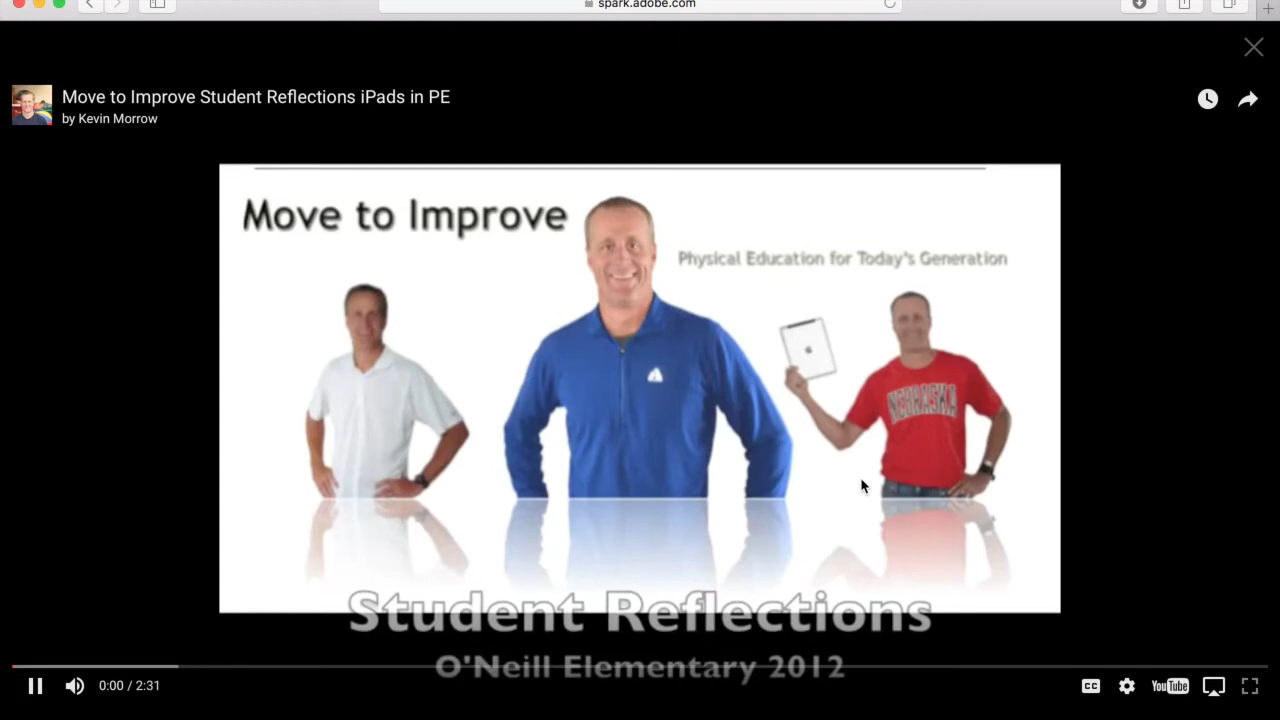 spark.adobe.com
Move to Improve Student Reflections iPads in PE
by Kevin Morrow
Move to Improve
Physical Education for Today's Generation
NEBRASKA
Student Reflections
O'Neill Elementary 2012
0:00 / 2:31
CC
YouTube